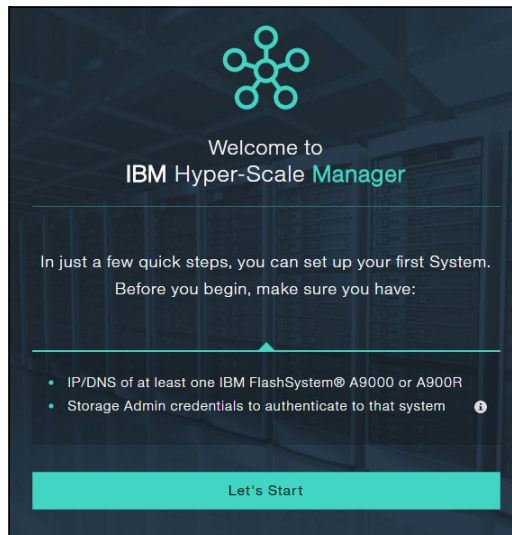 Welcome to
IBM Hyper-Scale Manager
In just a few quick steps, you can set up your first System.
Before you begin, make sure you have:
• IP/DNS of at least one IBM FlashSystem® A9000 or A900R
• Storage Admin credentials to authenticate to that system
Let's Start